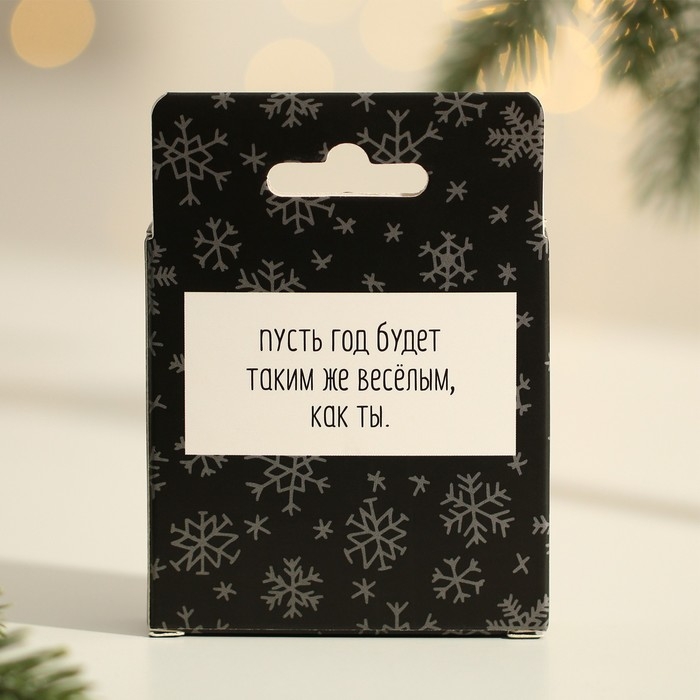 пусть год будет
таким же весёлым,
как ты.